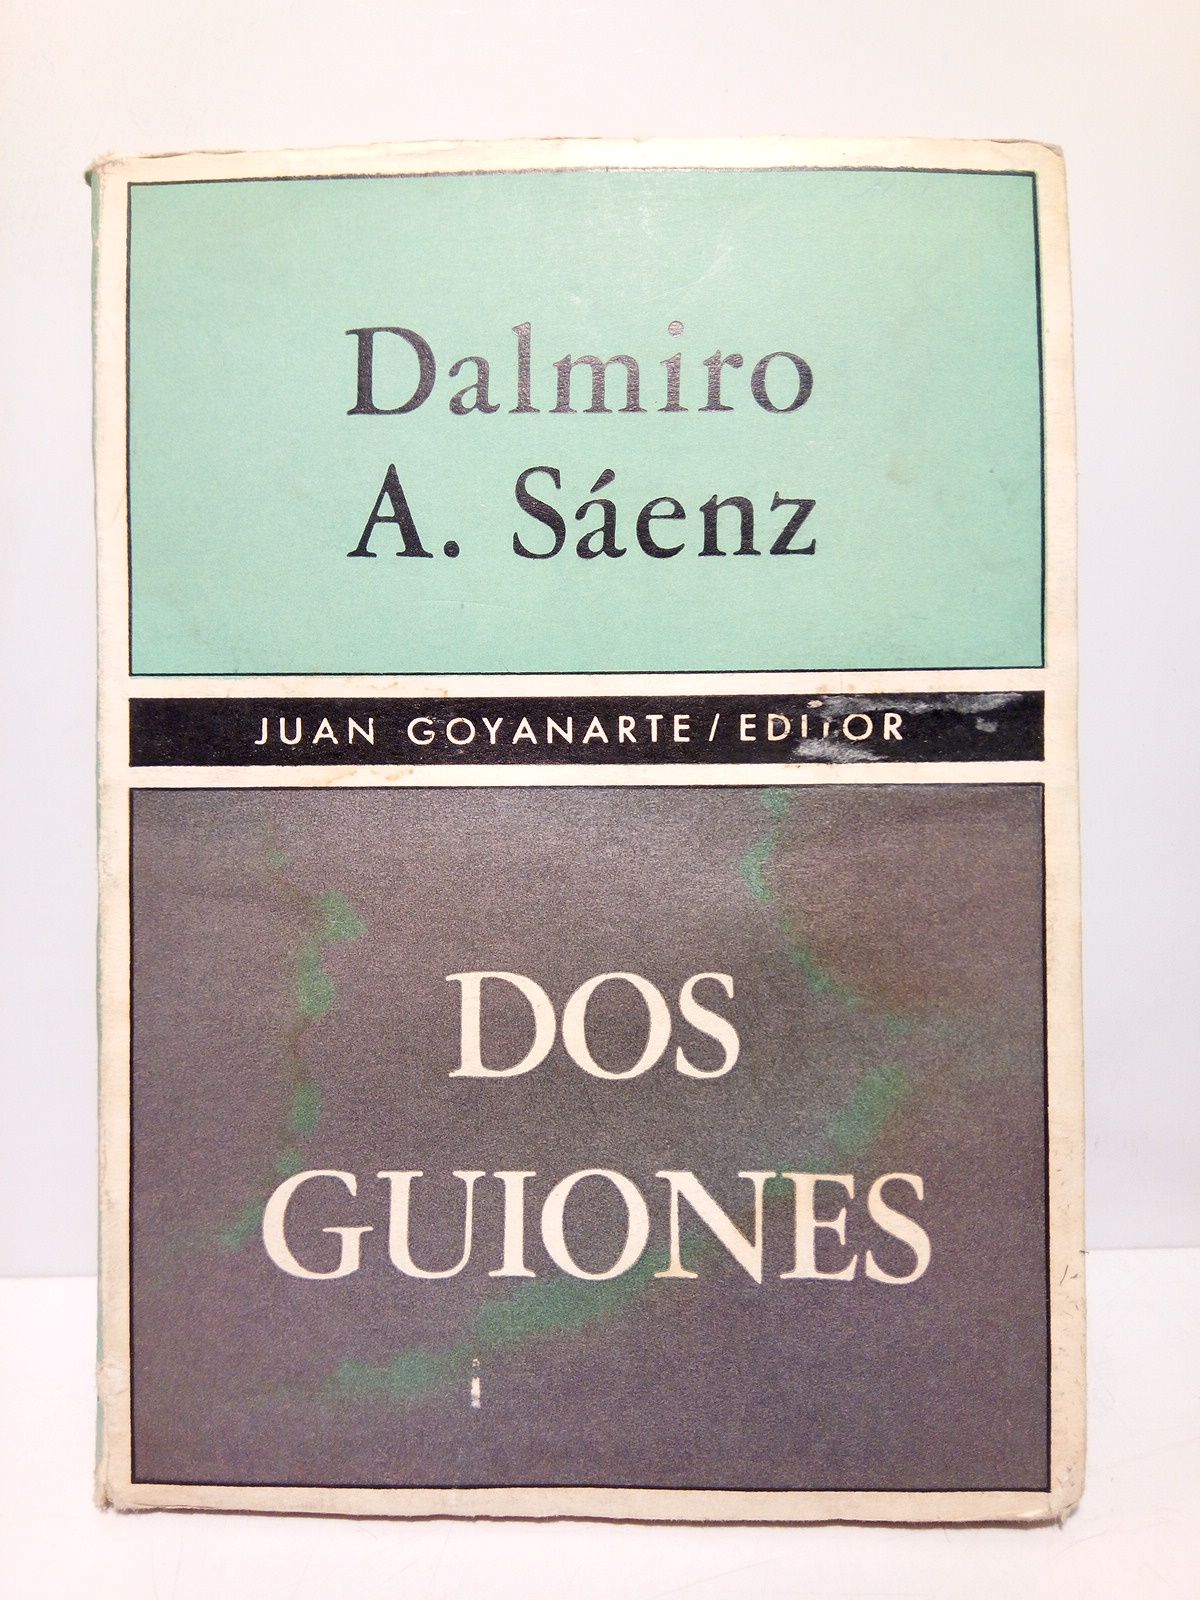 Dalmiro
A. Sáenz
JUAN GOYANARTE / EDITOR
DOS
GUIONES